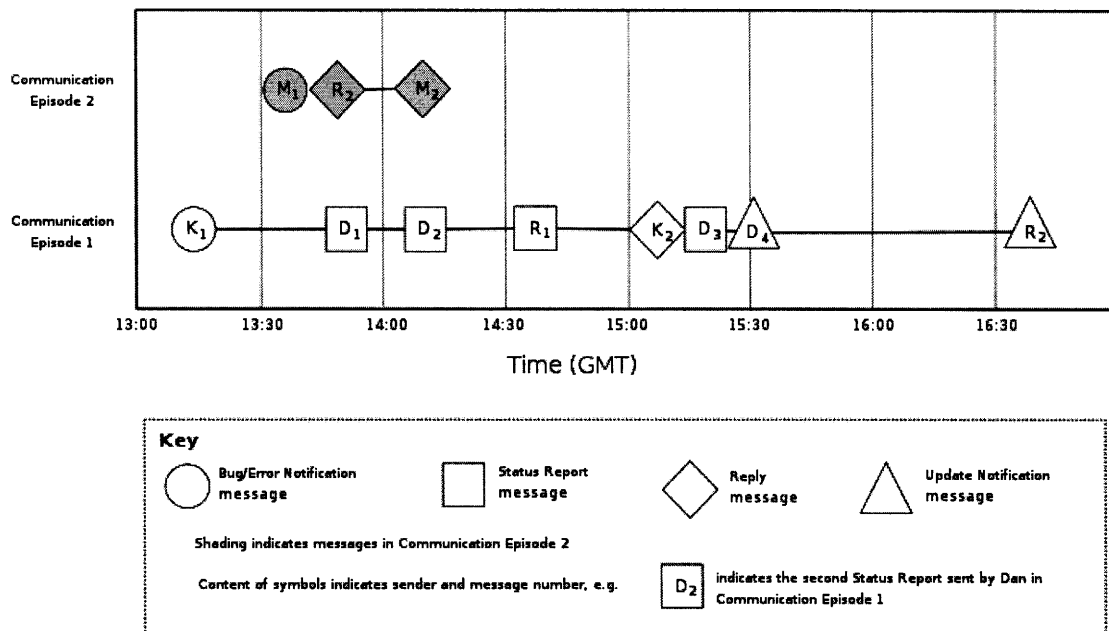 Communication
Episode 2
M₁ R₂ M₂
Communication
Episode 1
K₁ D₁ D₂ R₁ K₂ D₃ D₄ R₂
13:00 13:30 14:00 14:30 15:00 15:30 16:00 16:30
Time (GMT)
Key
Bug/Error Notification
message
Status Report
message
Reply
message
Update Notification
message
Shading indicates messages in Communication Episode 2
Content of symbols indicates sender and message number, e.g.
D₂
indicates the second Status Report sent by Dan in
Communication Episode 1